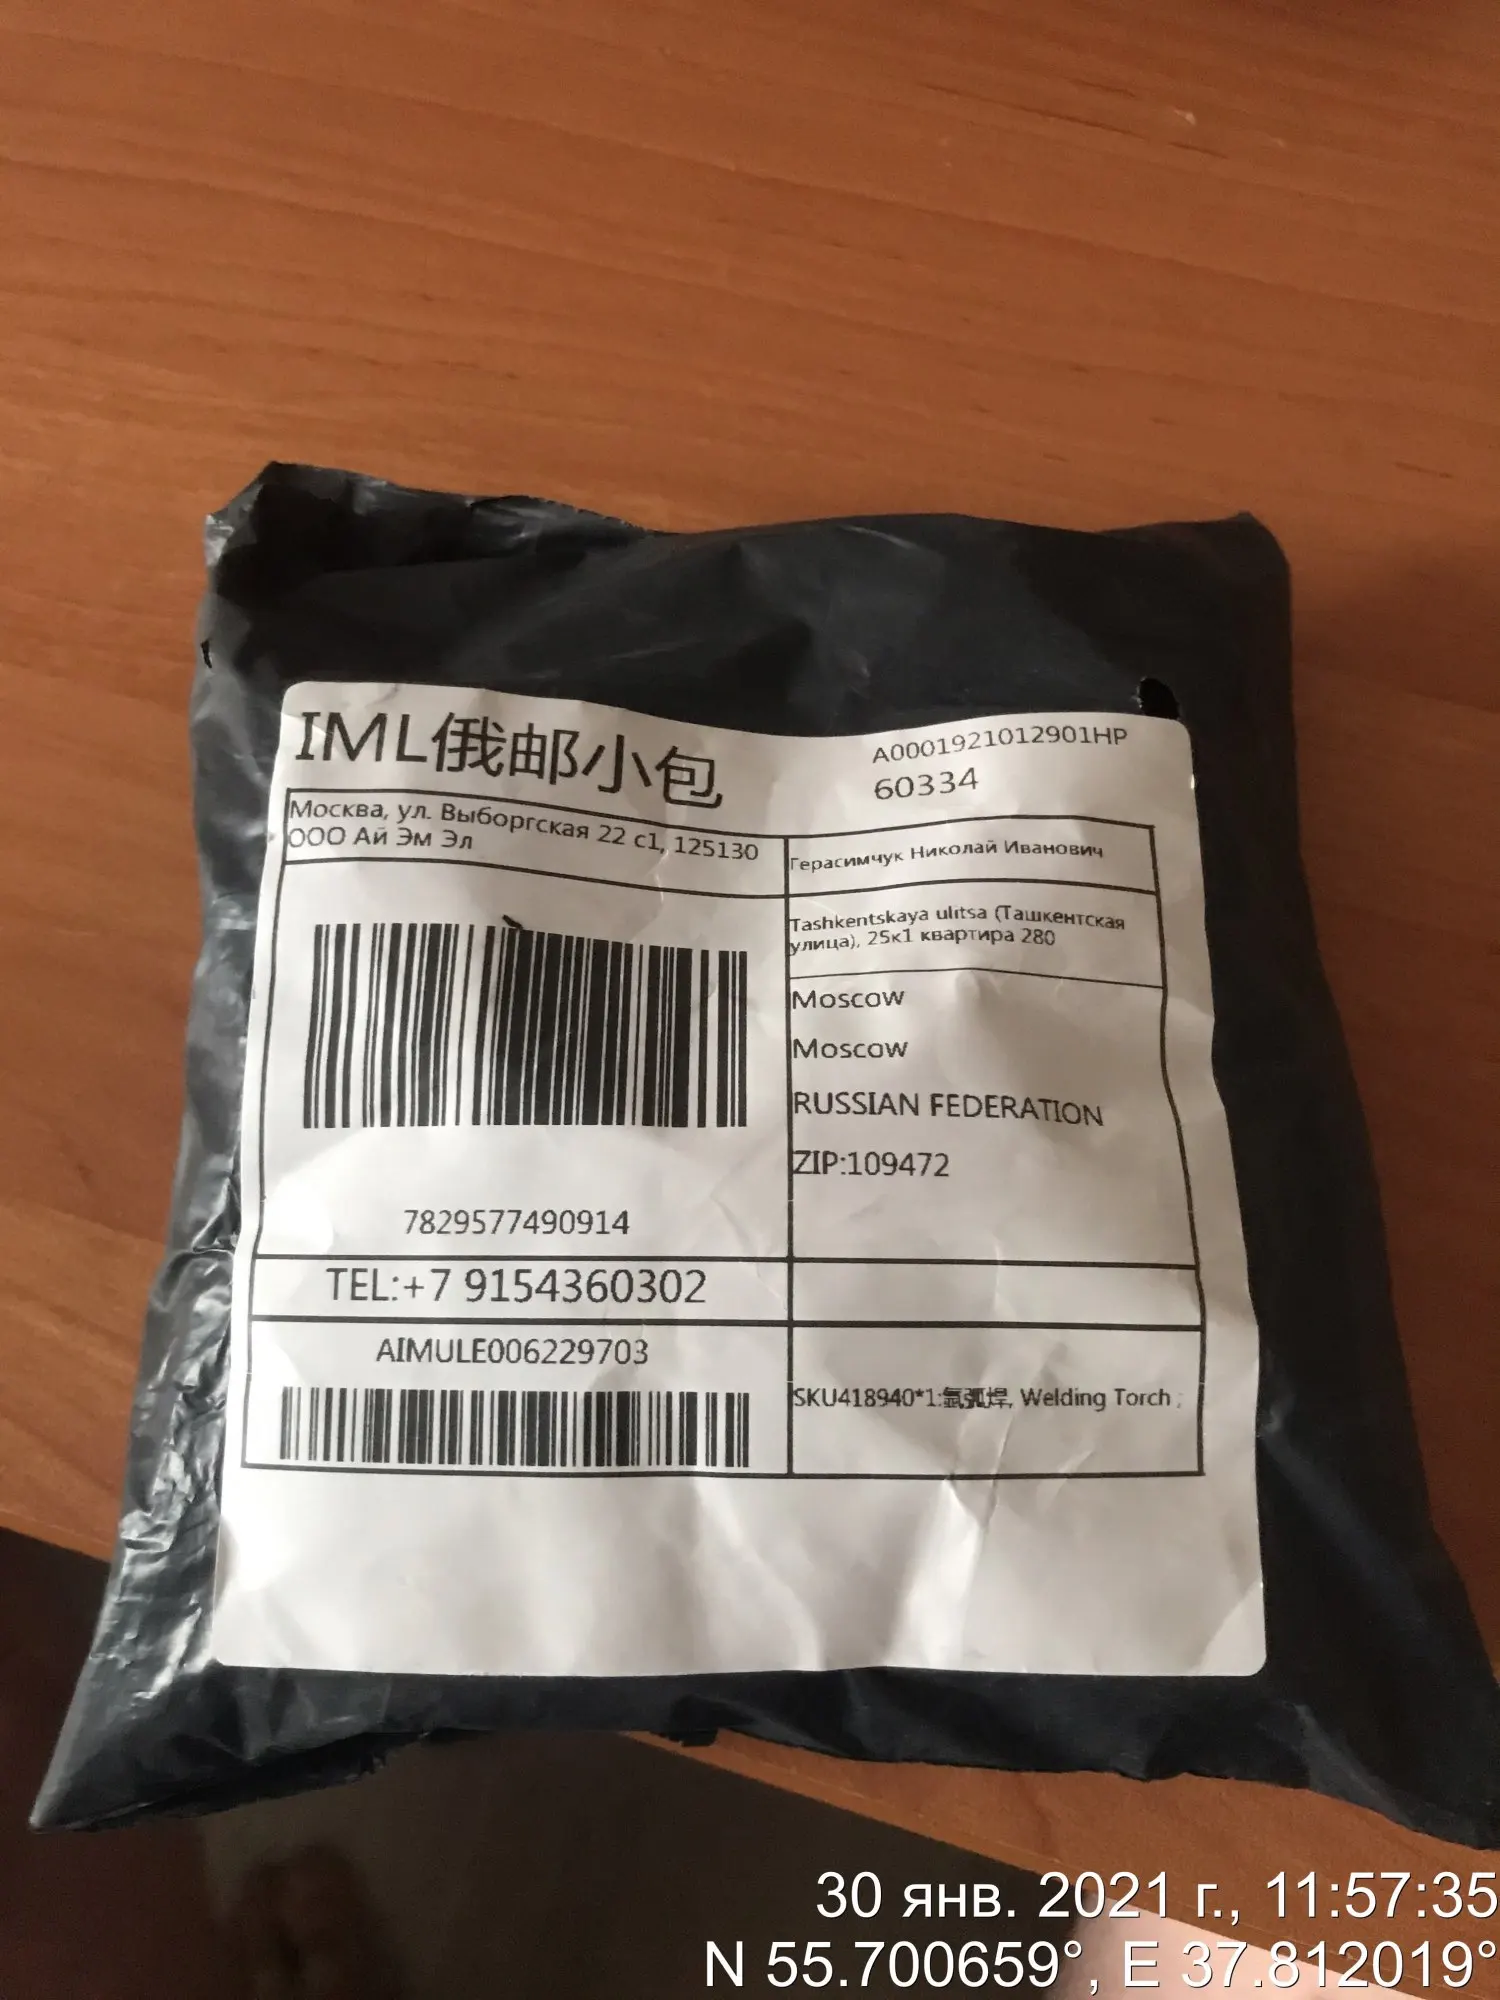 IML俄邮小包
A0001921012901HP
60334
Москва, ул. Выборгская 22 с1, 125130
ООО Ай Эм Эл
Герасимчук Николай Иванович
Tashkentskaya ulitsa (Ташкентская
улица), 25к1 квартира 280
Moscow
Moscow
RUSSIAN FEDERATION
ZIP:109472
7829577490914
TEL:+7 9154360302
AIMULE006229703
SKU418940*1:氩弧焊, Welding Torch ;
30 янв. 2021 г., 11:57:35
N 55.700659°, E 37.812019°